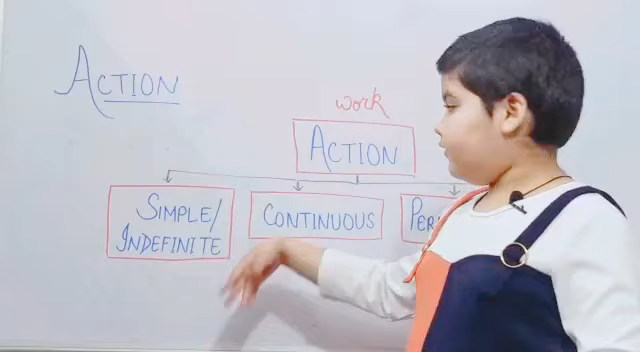 ACTION
work
ACTION
SIMPLE/
INDEFINITE
CONTINUOUS